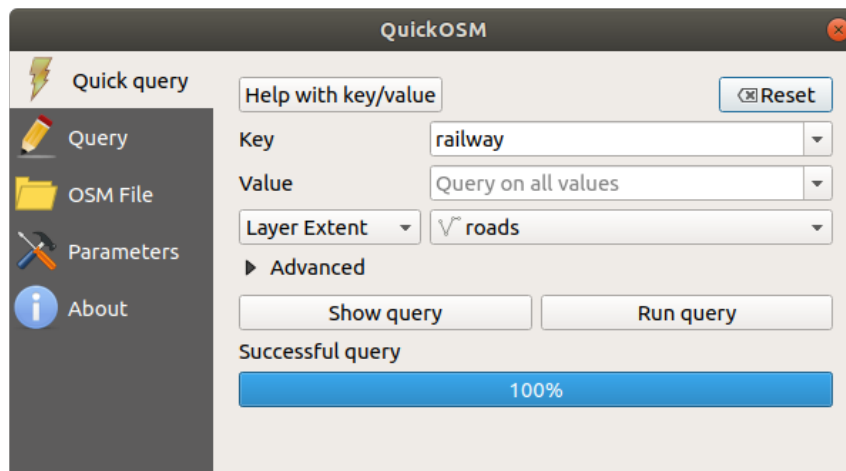 QuickOSM
Quick query
Query
OSM File
Parameters
About
Help with key/value
Reset
Key
railway
Value
Query on all values
Layer Extent
roads
Advanced
Show query
Run query
Successful query
100%